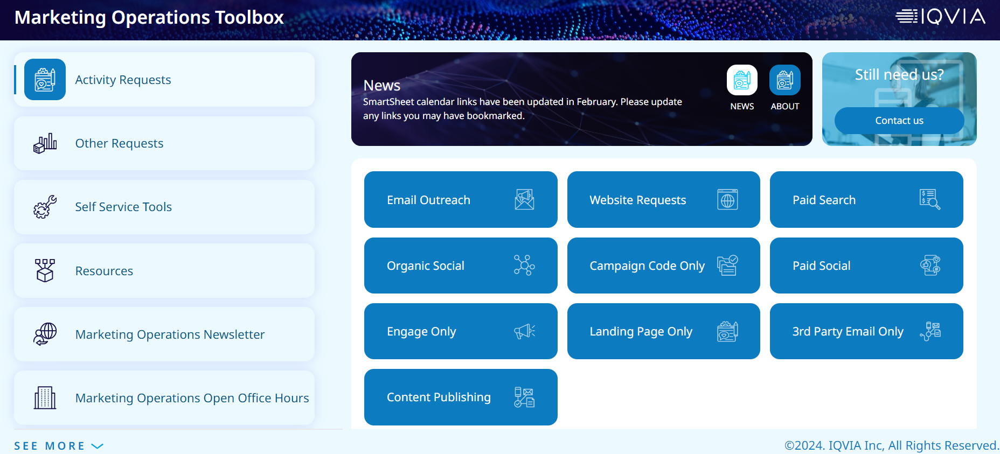 Marketing Operations Toolbox
IQVIA
Activity Requests
Other Requests
Self Service Tools
Resources
Marketing Operations Newsletter
Marketing Operations Open Office Hours
SEE MORE
News
SmartSheet calendar links have been updated in February. Please update
any links you may have bookmarked.
NEWS
ABOUT
Still need us?
Contact us
Email Outreach
Website Requests
Paid Search
Organic Social
Campaign Code Only
Paid Social
Engage Only
Landing Page Only
3rd Party Email Only
Content Publishing
©2024. IQVIA Inc, All Rights Reserved.